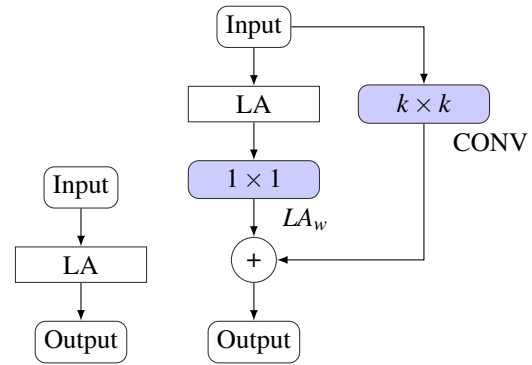 Input
LA
Output
Input
LA
1 × 1
LA_w
+
Output
k × k
CONV